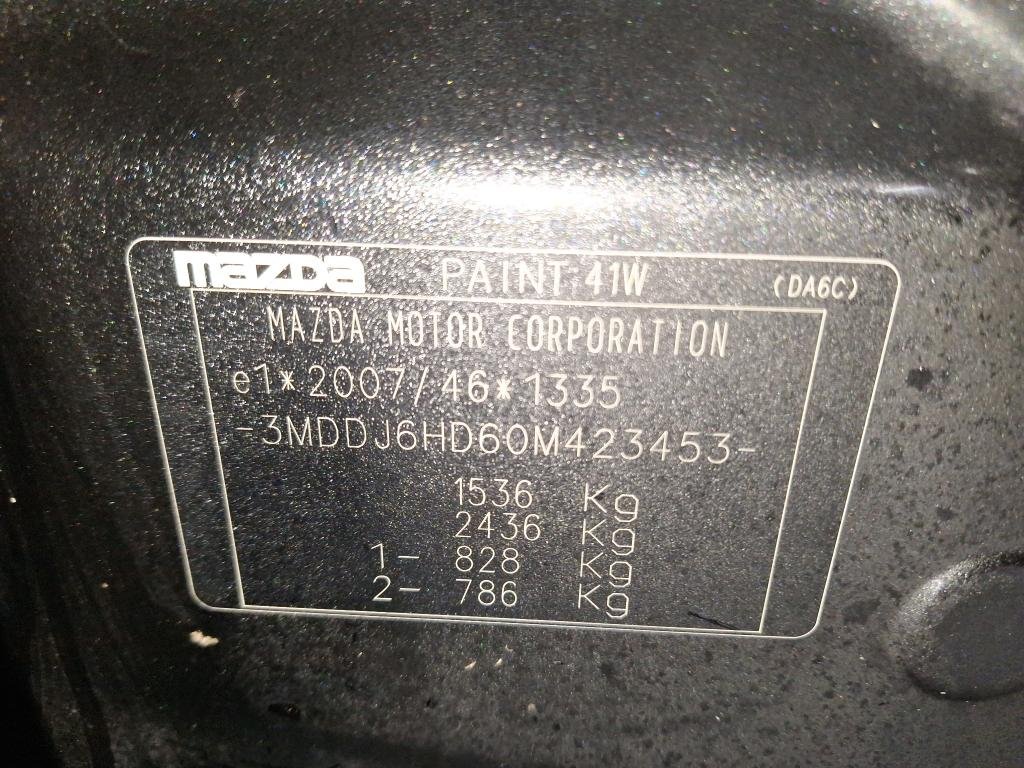 mazda PAINT 41W (DA6C)
MAZDA MOTOR CORPORATION
e1*2007/46*1335
-3MDDJ6HD60M423453-
1536 Kg
2436 Kg
1- 828 Kg
2- 786 Kg